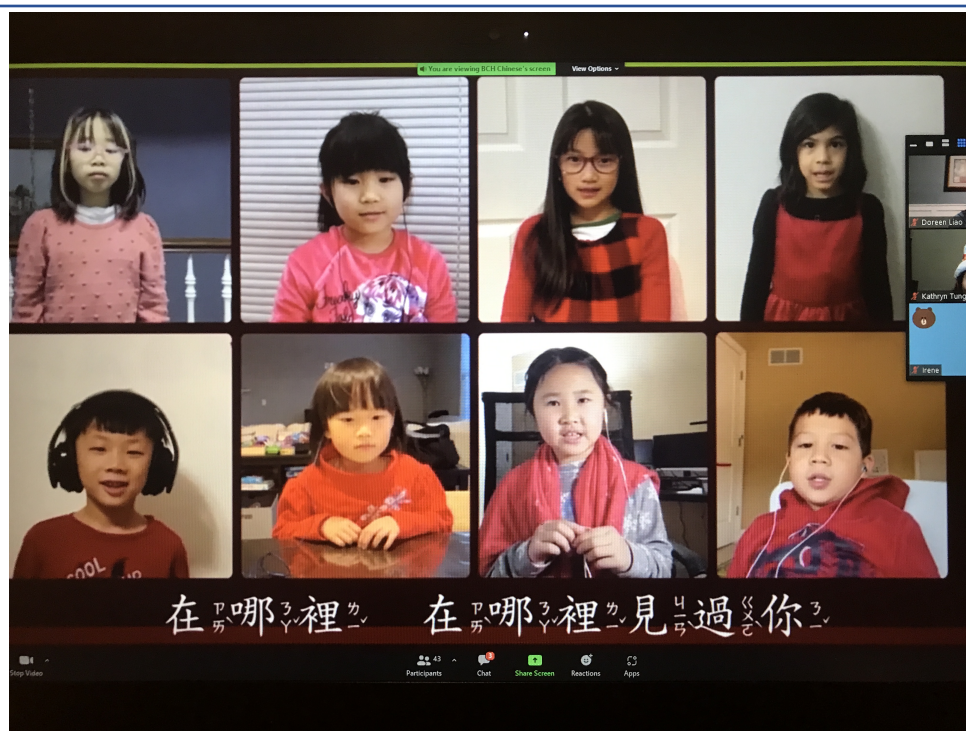 You are viewing BCH Chinese's screen
View Options
Doreen Liao
Kathryn Tung
Irene
COOL
在ㄗㄞˋ哪ㄋㄚˇ裡ㄌㄧˇ 在ㄗㄞˋ哪ㄋㄚˇ裡ㄌㄧˇ見ㄐㄧㄢˋ過ㄍㄨㄛˋ你ㄋㄧˇ
Stop Video
43
Participants
3
Chat
Share Screen
Reactions
Apps